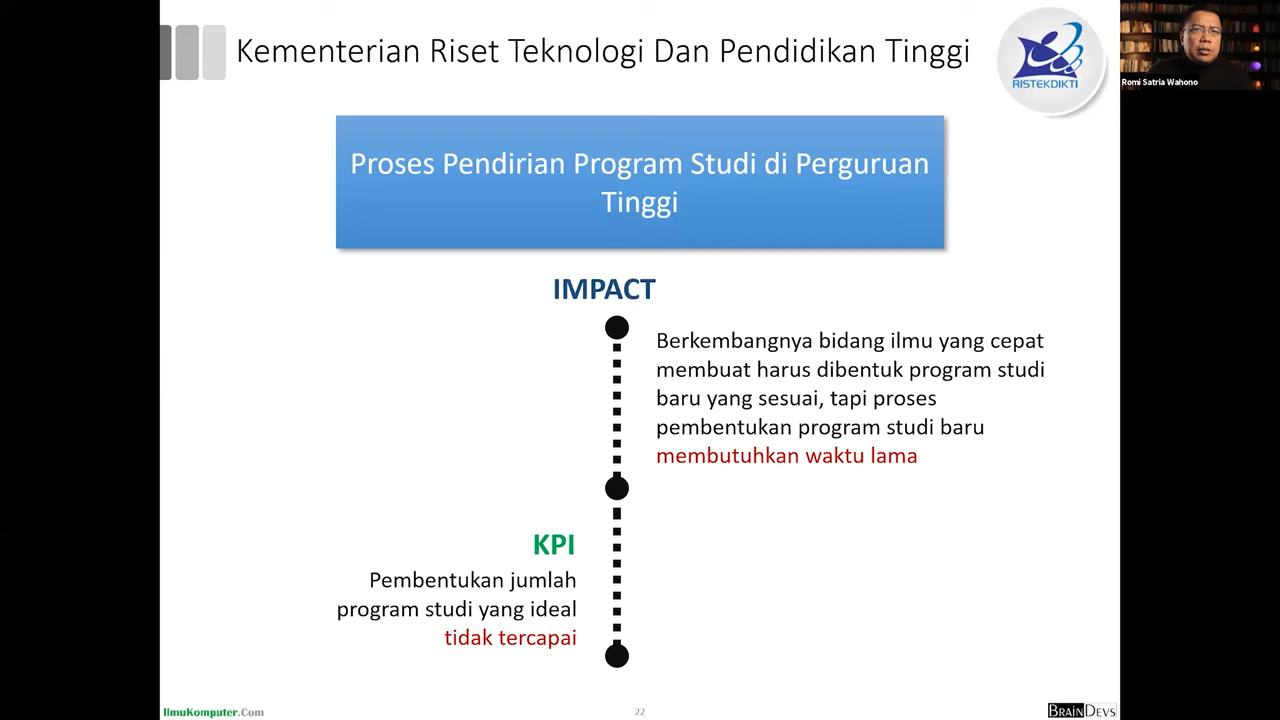 Kementerian Riset Teknologi Dan Pendidikan Tinggi
RISTEKDIKTI
Romi Satria Wahono
Proses Pendirian Program Studi di Perguruan
Tinggi
IMPACT
Berkembangnya bidang ilmu yang cepat
membuat harus dibentuk program studi
baru yang sesuai, tapi proses
pembentukan program studi baru
membutuhkan waktu lama
KPI
Pembentukan jumlah
program studi yang ideal
tidak tercapai
IlmuKomputer.Com
22
BRAINDEVS